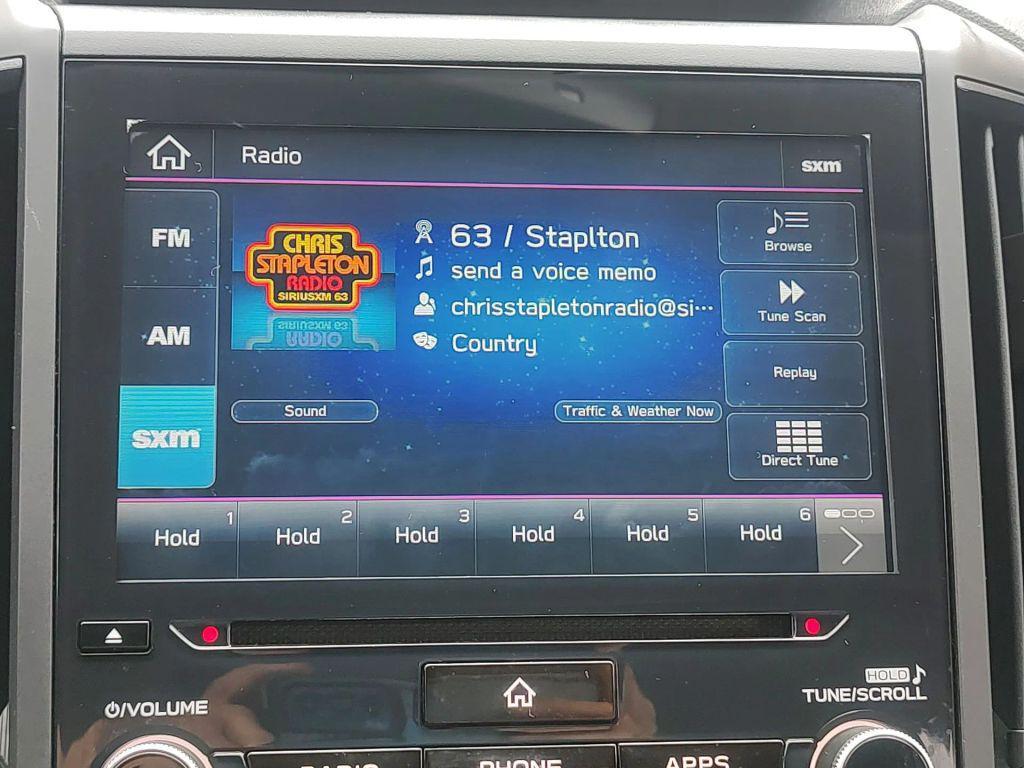 Radio
sxm
FM
AM
sxm
CHRIS
STAPLETON
RADIO
SIRIUSXM 63
63 / Staplton
send a voice memo
chrisstapletonradio@si···
Country
Browse
Tune Scan
Replay
Direct Tune
Sound
Traffic & Weather Now
1
Hold
2
Hold
3
Hold
4
Hold
5
Hold
6
Hold
/VOLUME
HOLD
TUNE/SCROLL
RADIO
PHONE
APPS